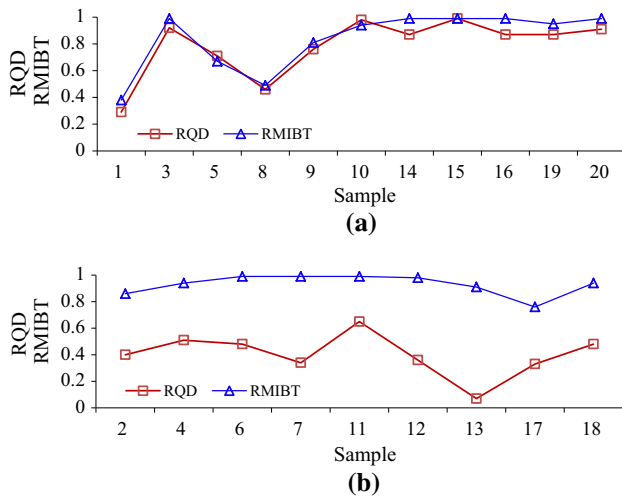 1
0.8
0.6
0.4
0.2
0
RQD
RMIBT
RQD RMIBT
1 3 5 8 9 10 14 15 16 19 20
Sample
(a)
1
0.8
0.6
0.4
0.2
0
RQD
RMIBT
RQD RMIBT
2 4 6 7 11 12 13 17 18
Sample
(b)